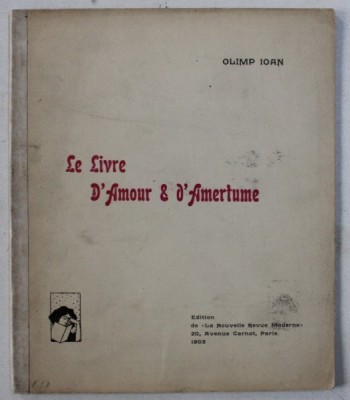 OLIMP IOAN
Le Livre
D'Amour & d'Amertume
Edition
de «La Nouvelle Revue Moderne»
20, Avenue Carnot, Paris
1903